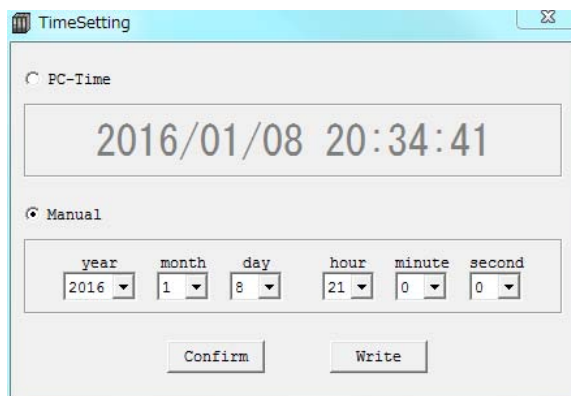 TimeSetting
PC-Time
2016/01/08 20:34:41
Manual
year month day hour minute second
2016 1 8 21 0 0
Confirm Write